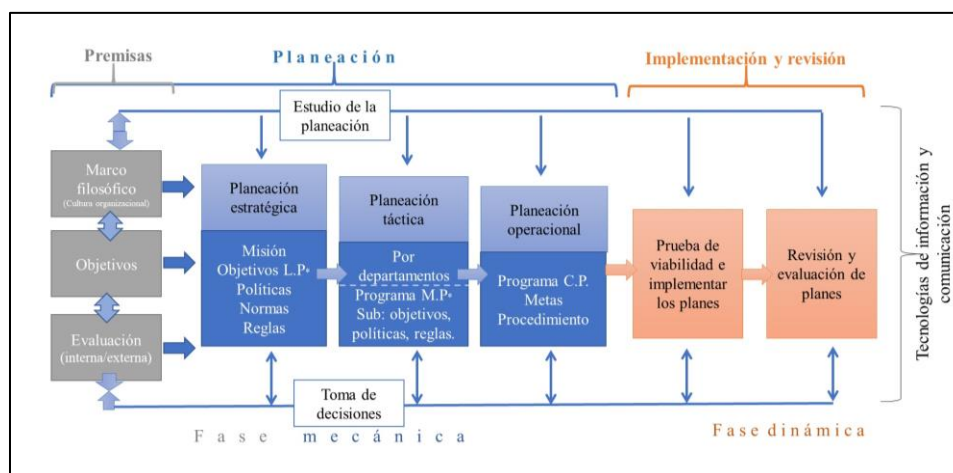 Premisas
Planeación
Implementación y revisión
Estudio de la
planeación
Marco
filosófico
(Cultura organizacional)
Objetivos
Evaluación
(interna/externa)
Planeación
estratégica
Misión
Objetivos L.Pª
Políticas
Normas
Reglas
Planeación
táctica
Por
departamentos
Programa M.Pª
Sub: objetivos,
políticas, reglas.
Planeación
operacional
Programa C.P.
Metas
Procedimiento
Prueba de
viabilidad e
implementar
los planes
Revisión y
evaluación de
planes
Tecnologías de información y
comunicación
Toma de
decisiones
Fase mecánica
Fase dinámica